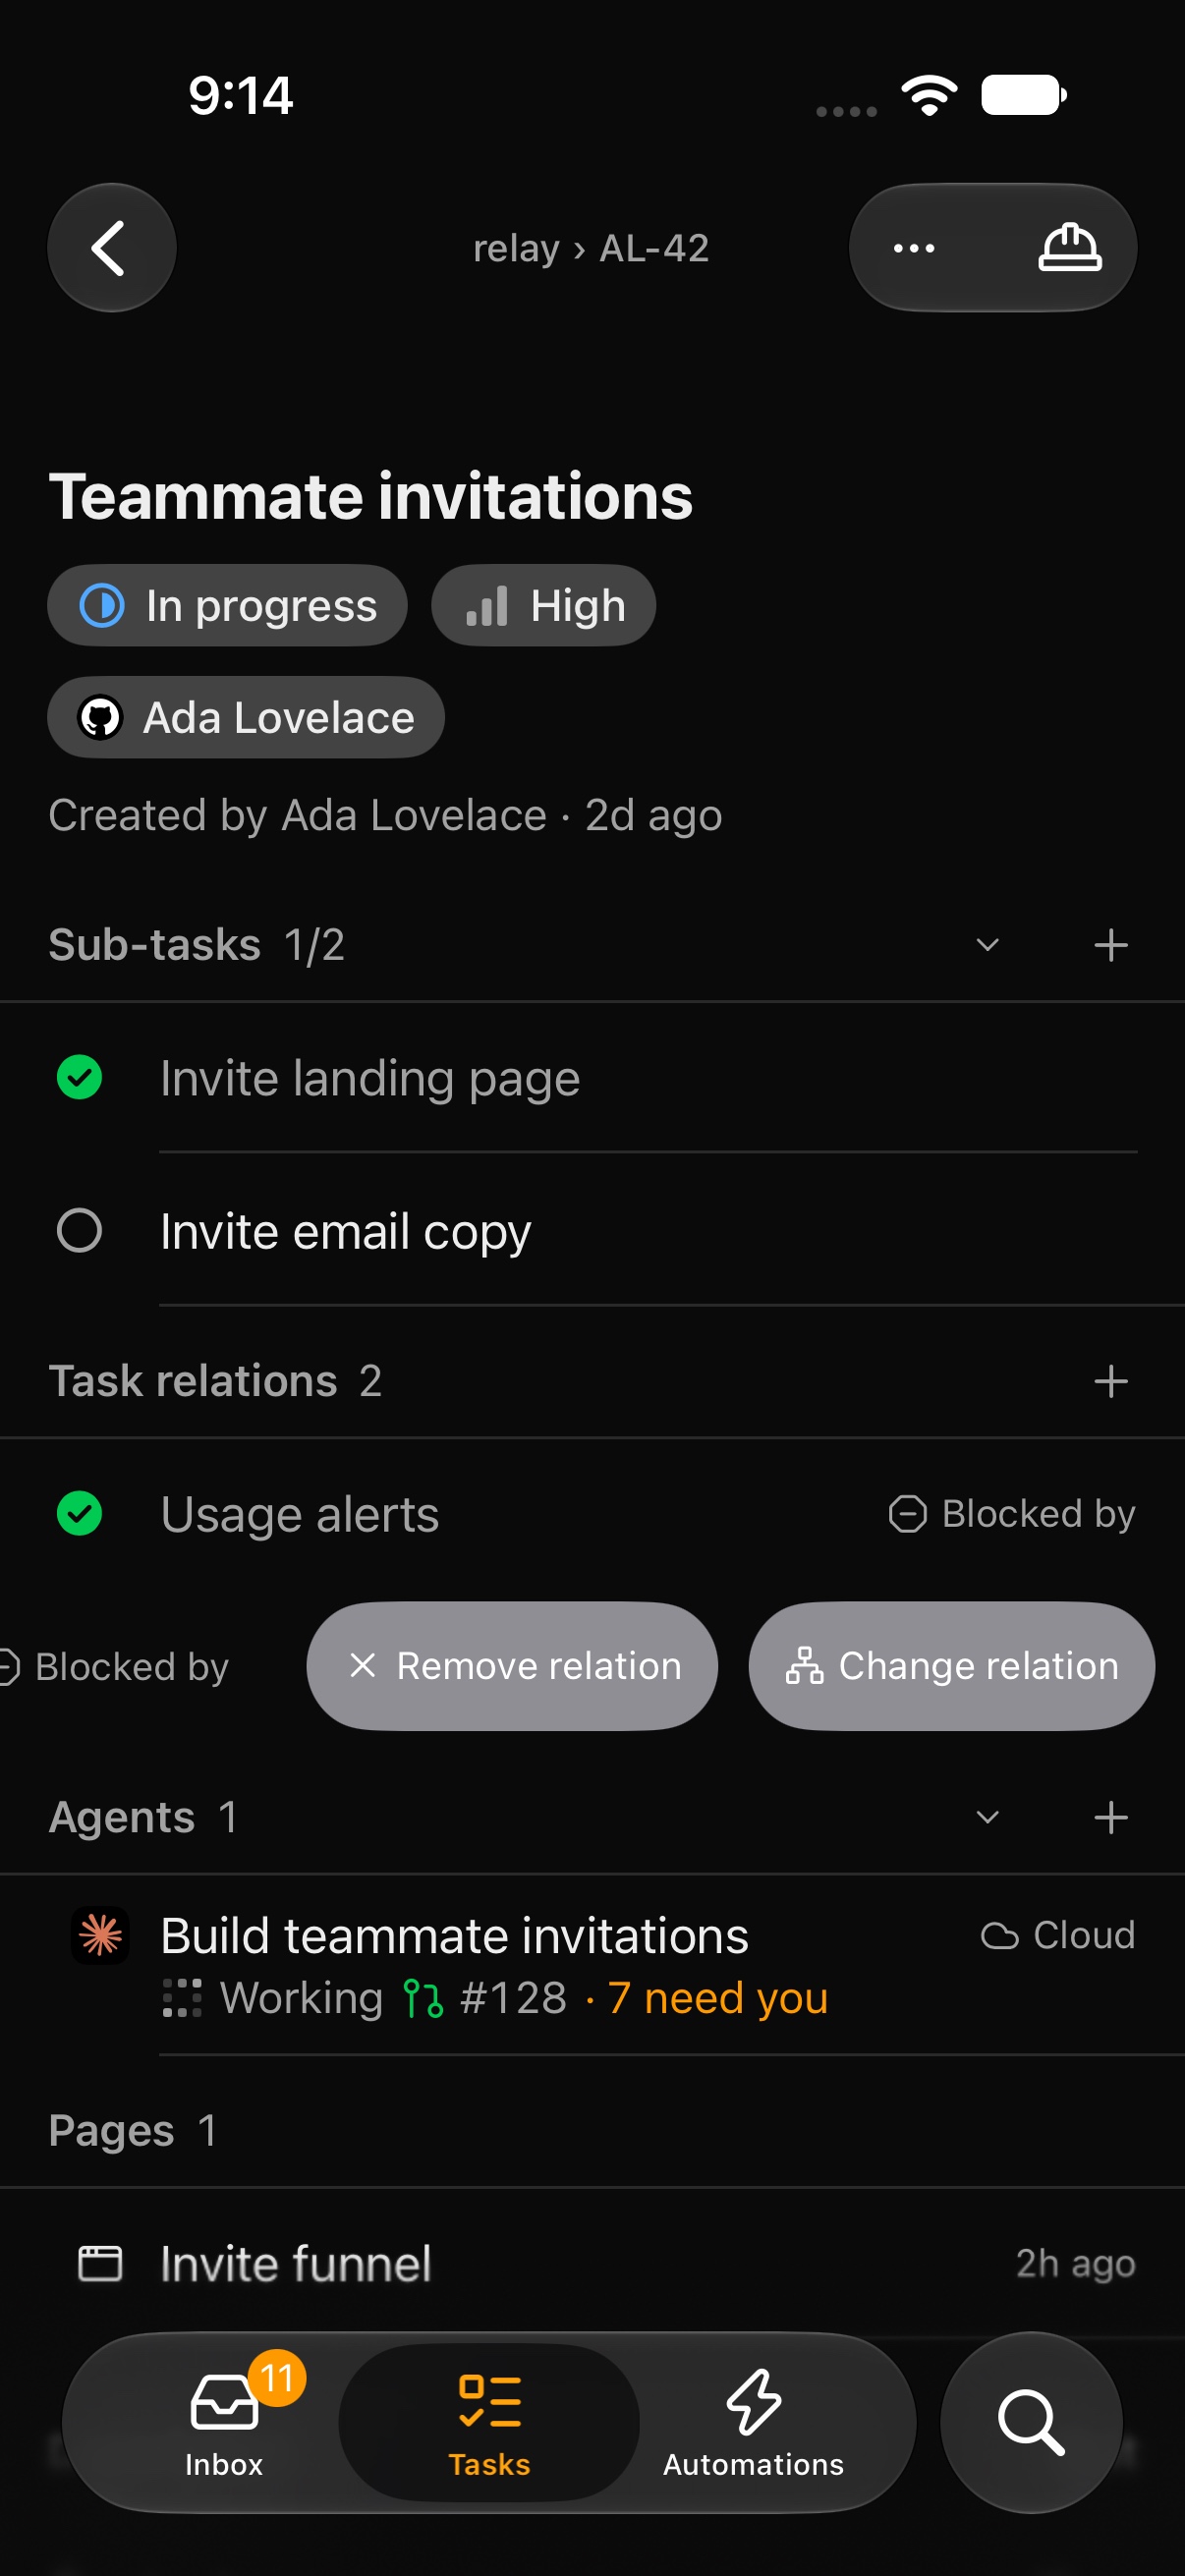 9:14
relay › AL-42
Teammate invitations
In progress
High
Ada Lovelace
Created by Ada Lovelace · 2d ago
Sub-tasks 1/2
Invite landing page
Invite email copy
Task relations 2
Usage alerts
Blocked by
Blocked by
Remove relation
Change relation
Agents 1
Build teammate invitations
Cloud
Working #128 · 7 need you
Pages 1
Invite funnel
2h ago
11
Inbox
Tasks
Automations